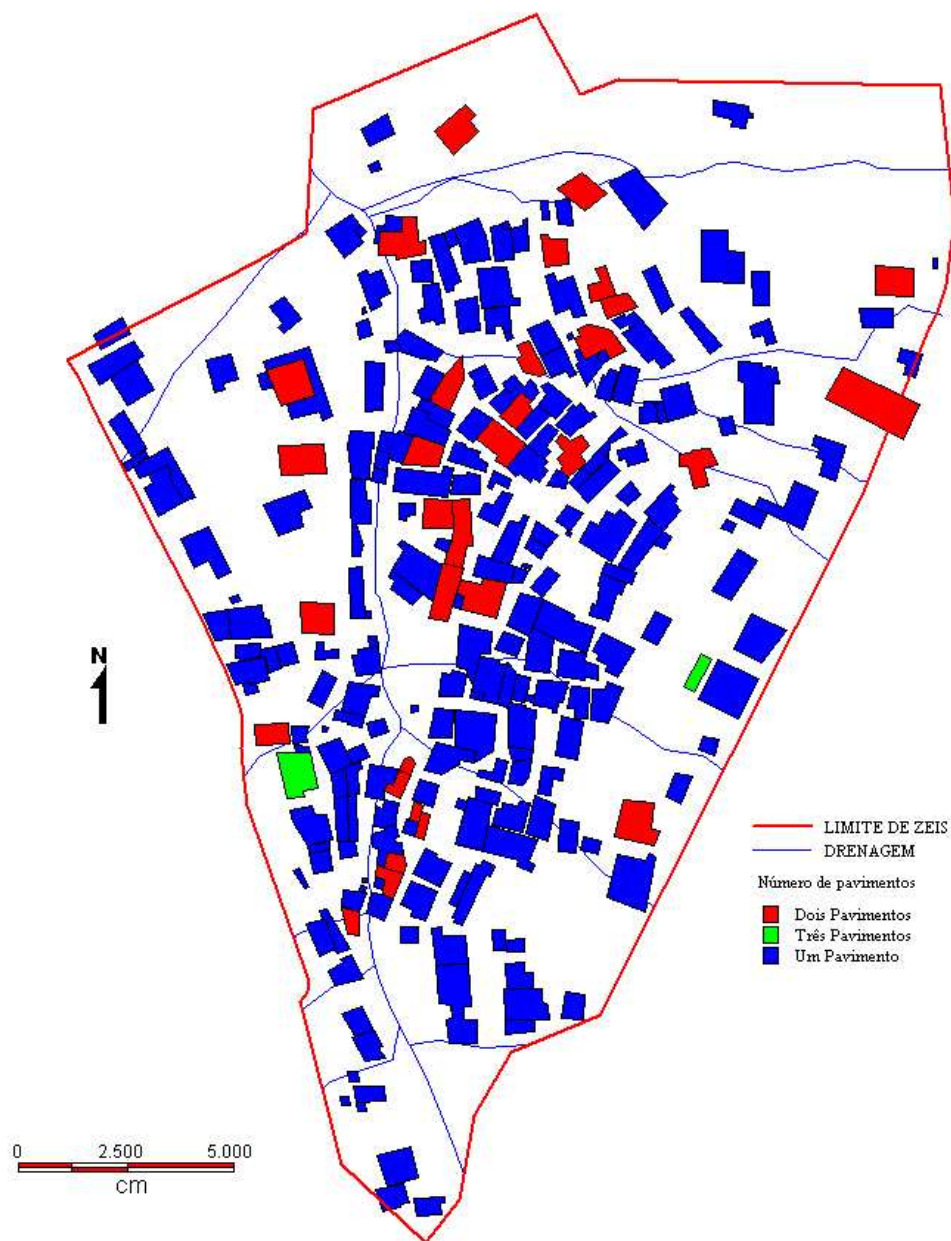 N
LIMITE DE ZEIS
DRENAGEM
Número de pavimentos
Dois Pavimentos
Três Pavimentos
Um Pavimento
0 2.500 5.000
cm